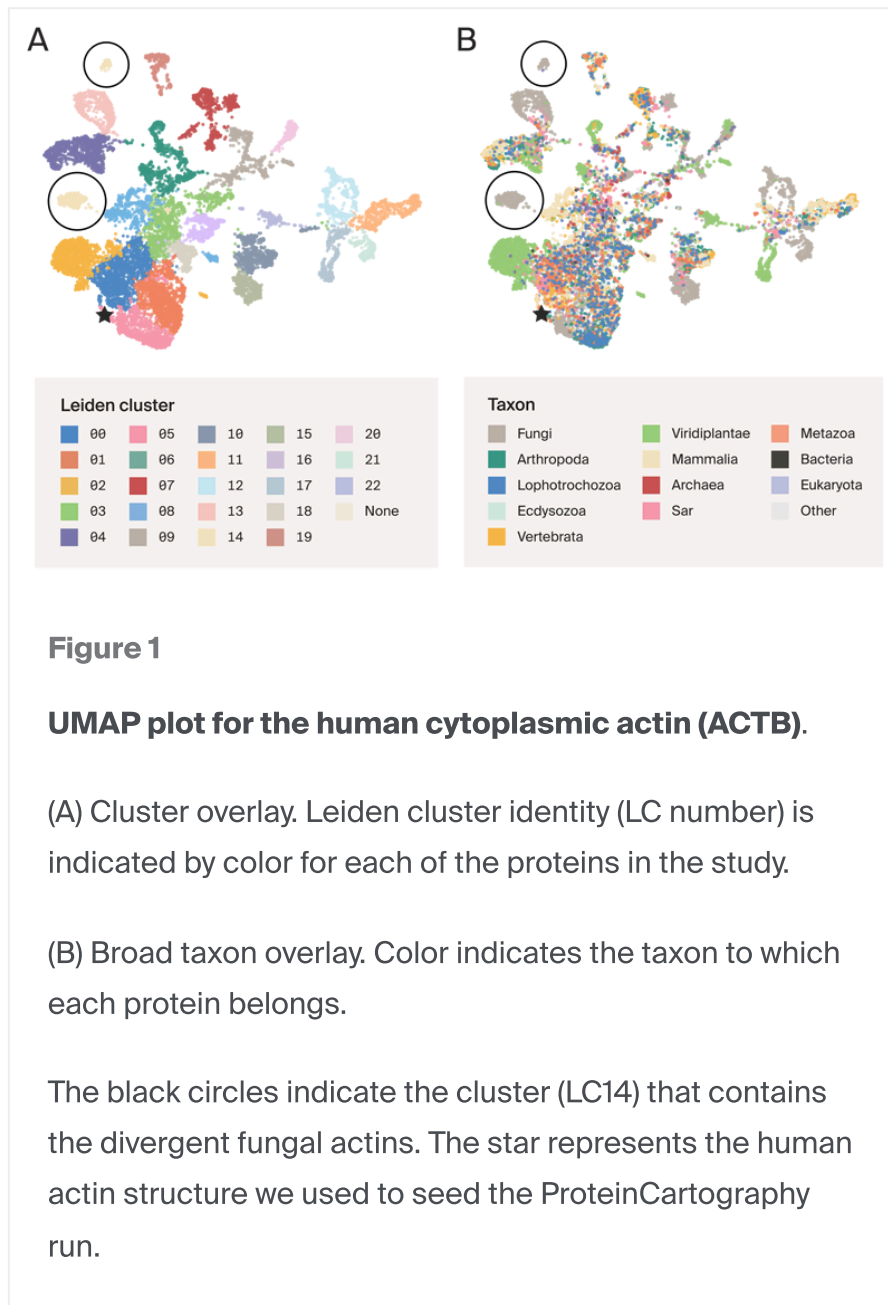 A
B
Leiden cluster
00 05 10 15 20
01 06 11 16 21
02 07 12 17 22
03 08 13 18 None
04 09 14 19
Taxon
Fungi Viridiplantae Metazoa
Arthropoda Mammalia Bacteria
Lophotrochozoa Archaea Eukaryota
Ecdysozoa Sar Other
Vertebrata
Figure 1
UMAP plot for the human cytoplasmic actin (ACTB).
(A) Cluster overlay. Leiden cluster identity (LC number) is
indicated by color for each of the proteins in the study.
(B) Broad taxon overlay. Color indicates the taxon to which
each protein belongs.
The black circles indicate the cluster (LC14) that contains
the divergent fungal actins. The star represents the human
actin structure we used to seed the ProteinCartography
run.